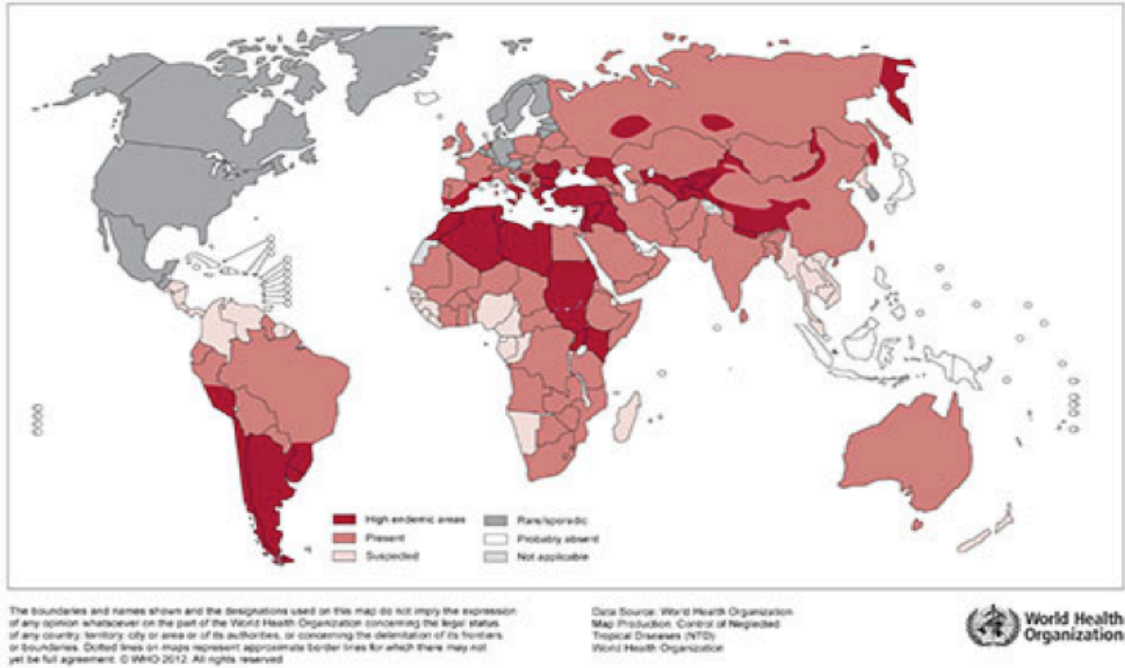 High endemic areas
Present
Suspected
Rare/sporadic
Probably absent
Not applicable
The boundaries and names shown and the designations used on this map do not imply the expression
of any opinion whatsoever on the part of the World Health Organization concerning the legal status
of any country, territory, city or area or of its authorities, or concerning the delimitation of its frontiers
or boundaries. Dotted lines on maps represent approximate border lines for which there may not
yet be full agreement. © WHO 2012. All rights reserved
Data Source: World Health Organization
Map Production: Control of Neglected
Tropical Diseases (NTD)
World Health Organization
World Health
Organization